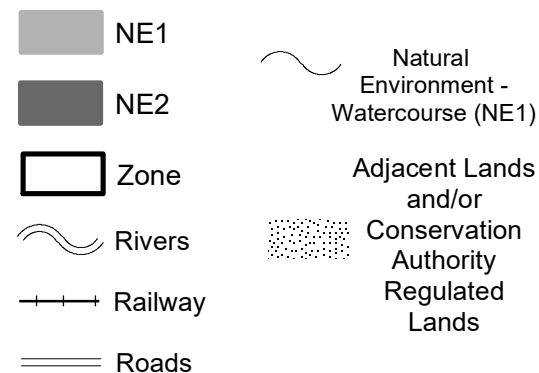 NE1
NE2
Zone
Rivers
Railway
Roads
Natural
Environment -
Watercourse (NE1)
Adjacent Lands
and/or
Conservation
Authority
Regulated
Lands